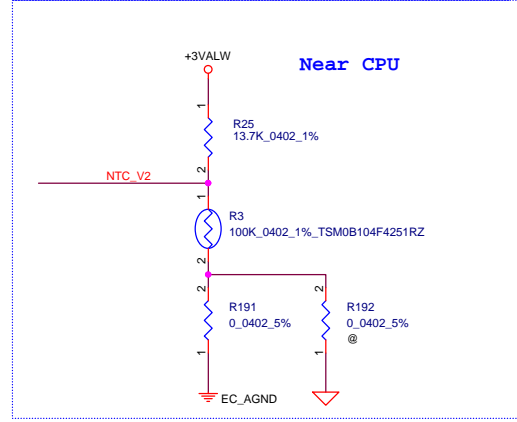 +3VALW
Near CPU
1
R25
13.7K_0402_1%
2
NTC_V2
1
R3
100K_0402_1%_TSM0B104F4251RZ
2
2
2
R191
0_0402_5%
R192
0_0402_5%
@
1
1
EC_AGND